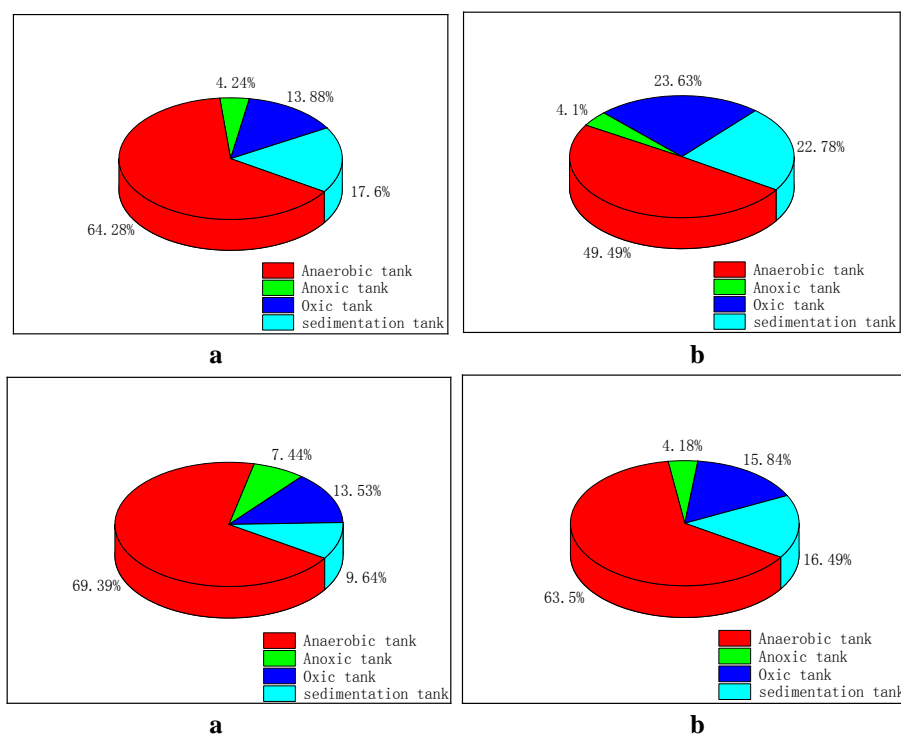 4.24%
13.88%
17.6%
64.28%
Anaerobic tank
Anoxic tank
Oxic tank
sedimentation tank
a
23.63%
4.1%
22.78%
49.49%
Anaerobic tank
Anoxic tank
Oxic tank
sedimentation tank
b
7.44%
13.53%
9.64%
69.39%
Anaerobic tank
Anoxic tank
Oxic tank
sedimentation tank
a
4.18%
15.84%
16.49%
63.5%
Anaerobic tank
Anoxic tank
Oxic tank
sedimentation tank
b